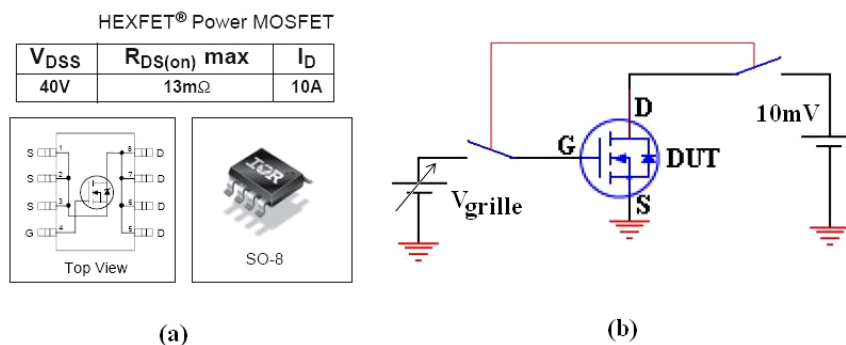 HEXFET® Power MOSFET
VDSS RDS(on) max ID
40V 13mΩ 10A
S 1 8 D
S 2 7 D
S 3 6 D
G 4 5 D
Top View
IOR
SO-8
(a)
D
10mV
G
DUT
Vgrille
S
(b)